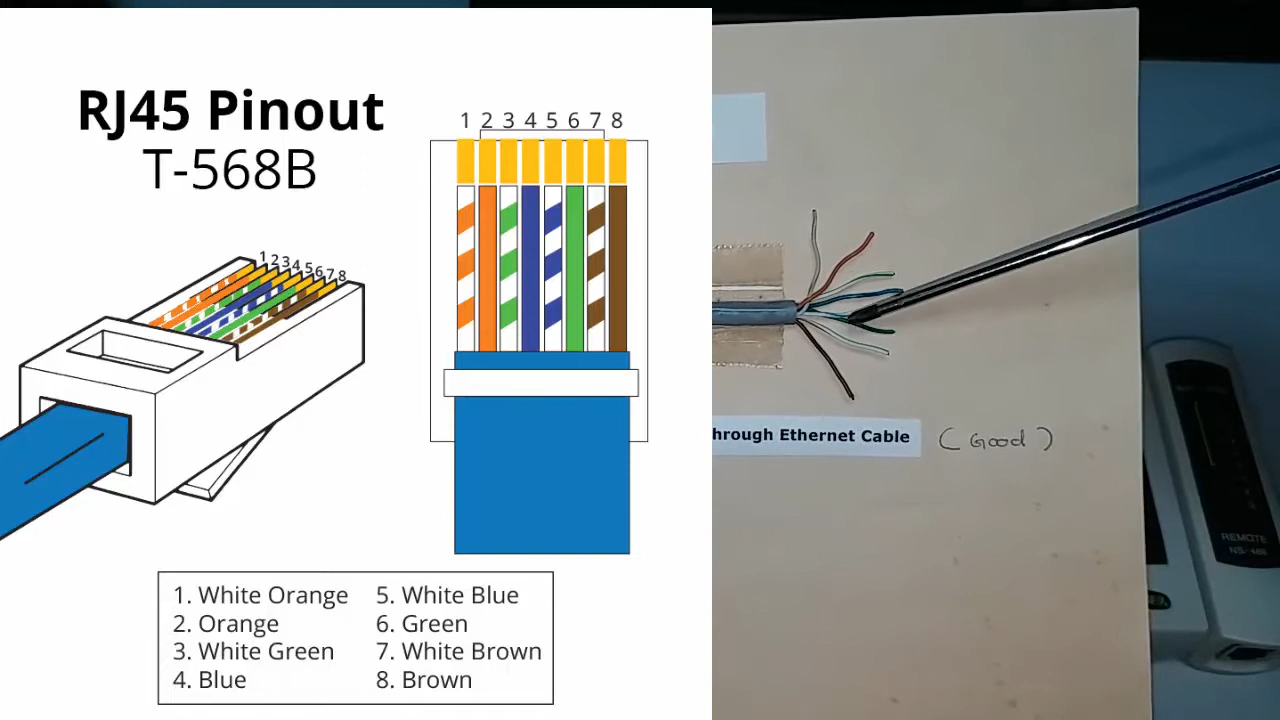 RJ45 Pinout
T-568B
1 2 3 4 5 6 7 8
1 2 3 4 5 6 7 8
1. White Orange
2. Orange
3. White Green
4. Blue
5. White Blue
6. Green
7. White Brown
8. Brown
hrough Ethernet Cable
(Good)
REMOTE